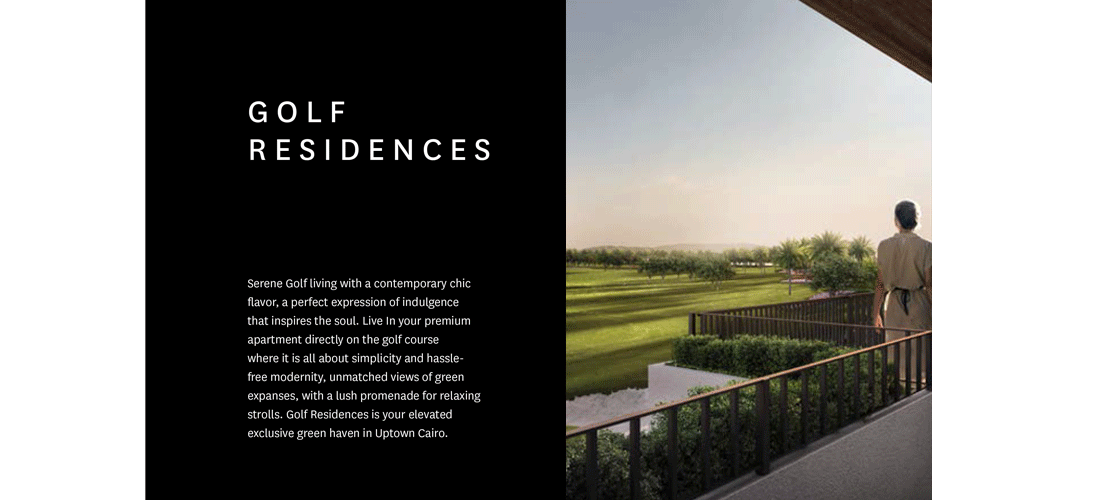 GOLF
RESIDENCES
Serene Golf living with a contemporary chic
flavor, a perfect expression of indulgence
that inspires the soul. Live In your premium
apartment directly on the golf course
where it is all about simplicity and hassle-
free modernity, unmatched views of green
expanses, with a lush promenade for relaxing
strolls. Golf Residences is your elevated
exclusive green haven in Uptown Cairo.